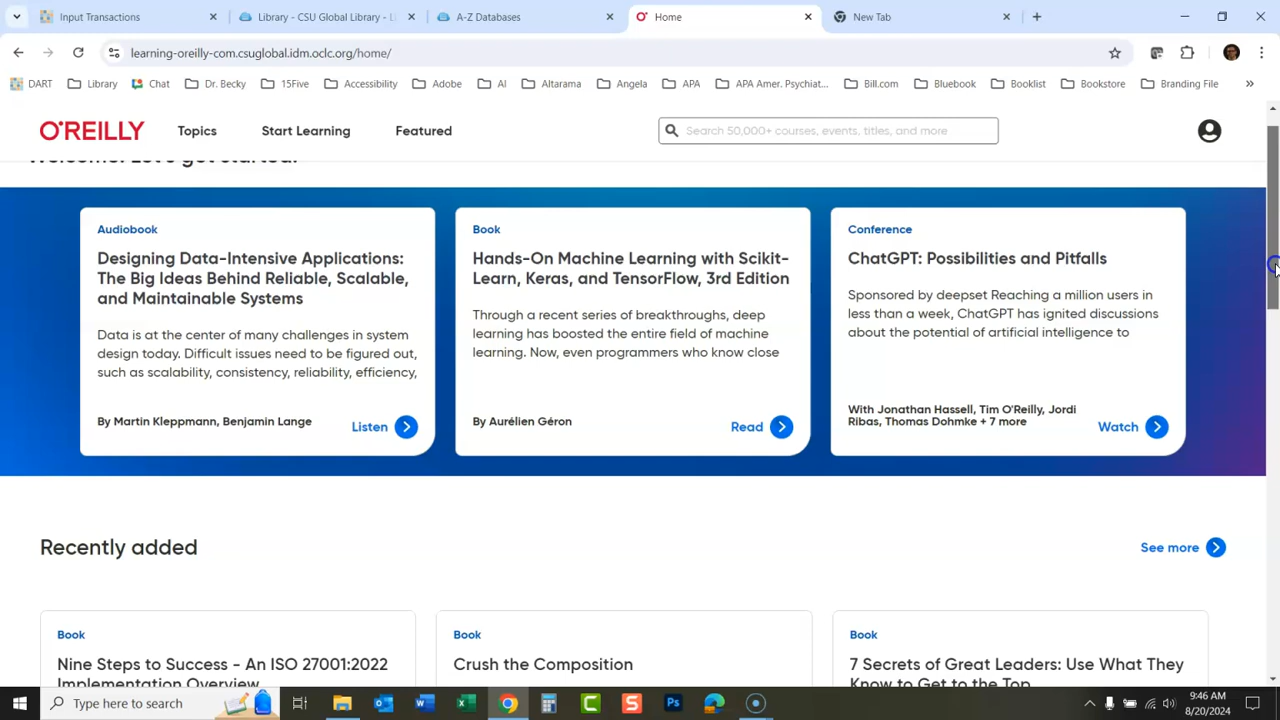 Input Transactions
Library - CSU Global Library - Li
A-Z Databases
Home
New Tab
learning-oreilly-com.csuglobal.idm.oclc.org/home/
DART
Library
Chat
Dr. Becky
15Five
Accessibility
Adobe
AI
Altarama
Angela
APA
APA Amer. Psychiat...
Bill.com
Bluebook
Booklist
Bookstore
Branding File
O'REILLY
Topics
Start Learning
Featured
Search 50,000+ courses, events, titles, and more
Welcome! Let's get started!
Audiobook
Designing Data-Intensive Applications:
The Big Ideas Behind Reliable, Scalable,
and Maintainable Systems
Data is at the center of many challenges in system
design today. Difficult issues need to be figured out,
such as scalability, consistency, reliability, efficiency,
By Martin Kleppmann, Benjamin Lange
Listen
Book
Hands-On Machine Learning with Scikit-
Learn, Keras, and TensorFlow, 3rd Edition
Through a recent series of breakthroughs, deep
learning has boosted the entire field of machine
learning. Now, even programmers who know close
By Aurélien Géron
Read
Conference
ChatGPT: Possibilities and Pitfalls
Sponsored by deepset Reaching a million users in
less than a week, ChatGPT has ignited discussions
about the potential of artificial intelligence to
With Jonathan Hassell, Tim O'Reilly, Jordi
Ribas, Thomas Dohmke + 7 more
Watch
Recently added
See more
Book
Nine Steps to Success - An ISO 27001:2022
Implementation Overview
Book
Crush the Composition
Book
7 Secrets of Great Leaders: Use What They
Know to Get to the Top
Type here to search
9:46 AM
8/20/2024